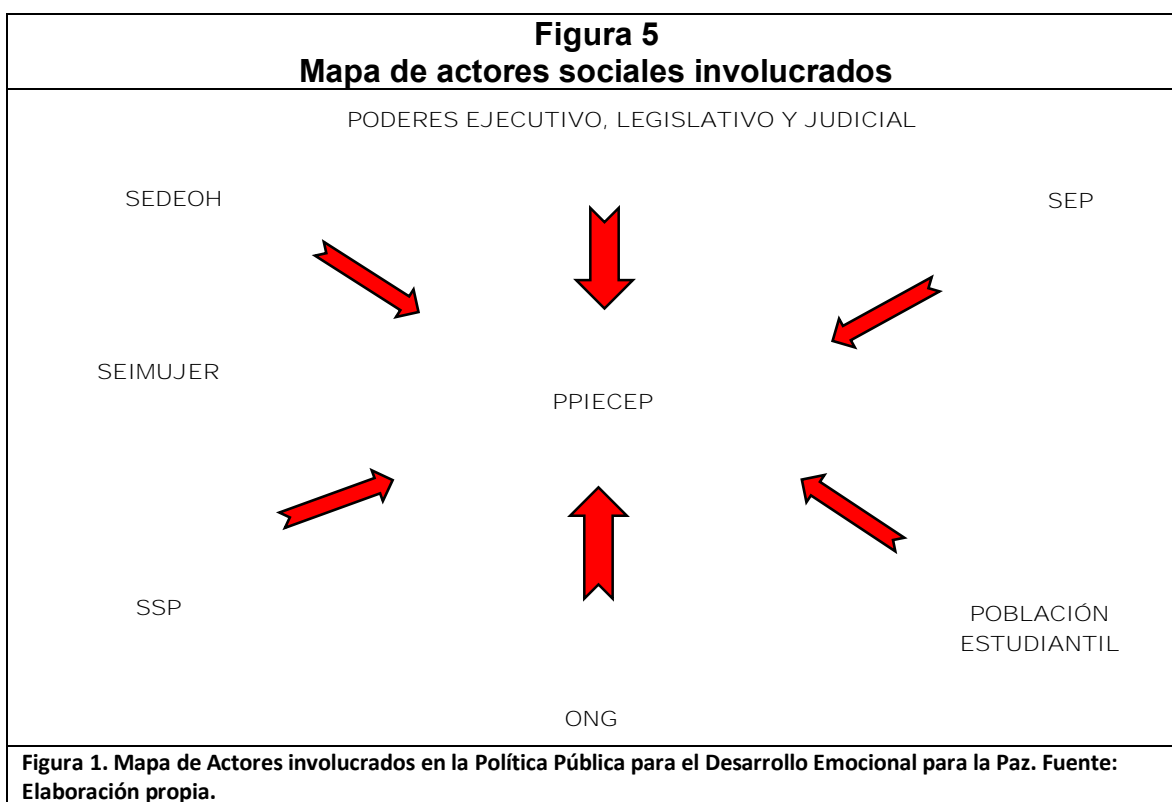 Figura 5
Mapa de actores sociales involucrados
PODERES EJECUTIVO, LEGISLATIVO Y JUDICIAL
SEDEOH
SEP
SEIMUJER
PPIECEP
SSP
POBLACIÓN
ESTUDIANTIL
ONG
Figura 1. Mapa de Actores involucrados en la Política Pública para el Desarrollo Emocional para la Paz. Fuente:
Elaboración propia.